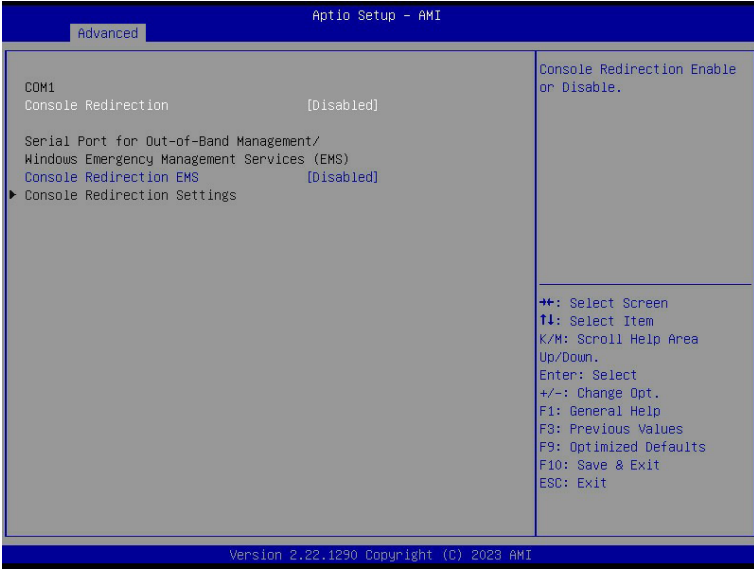 Aptio Setup – AMI
Advanced
COM1
Console Redirection [Disabled]
Serial Port for Out-of-Band Management/
Windows Emergency Management Services (EMS)
Console Redirection EMS [Disabled]
▶ Console Redirection Settings
Console Redirection Enable
or Disable.
→←: Select Screen
↑↓: Select Item
K/M: Scroll Help Area
Up/Down.
Enter: Select
+/-: Change Opt.
F1: General Help
F3: Previous Values
F9: Optimized Defaults
F10: Save & Exit
ESC: Exit
Version 2.22.1290 Copyright (C) 2023 AMI